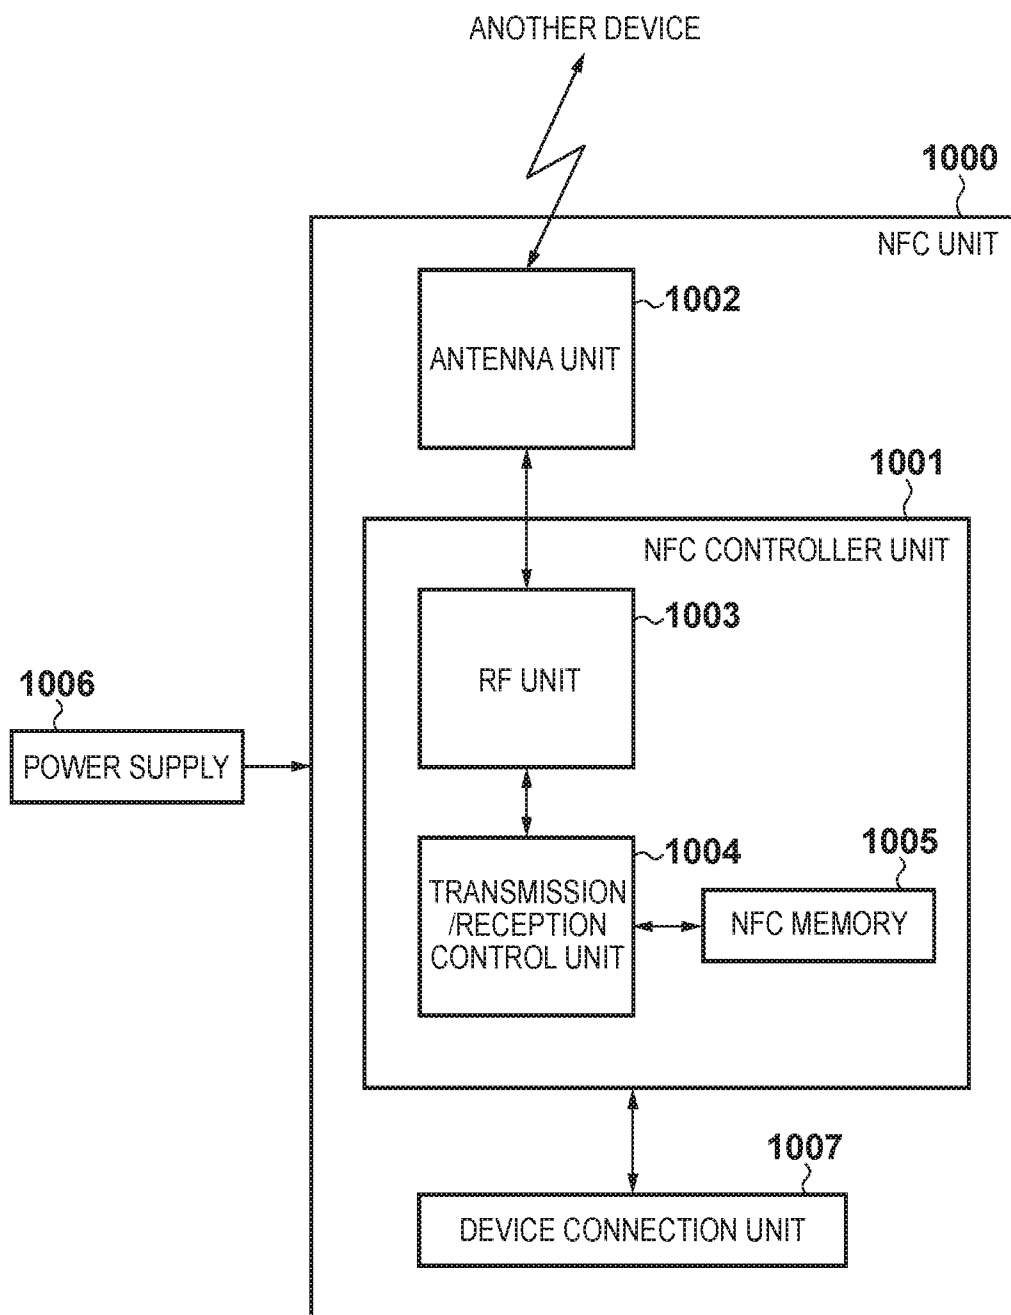 ANOTHER DEVICE
1000
NFC UNIT
1002
ANTENNA UNIT
1001
NFC CONTROLLER UNIT
1003
RF UNIT
1006
POWER SUPPLY
1004
TRANSMISSION
/RECEPTION
CONTROL UNIT
1005
NFC MEMORY
1007
DEVICE CONNECTION UNIT